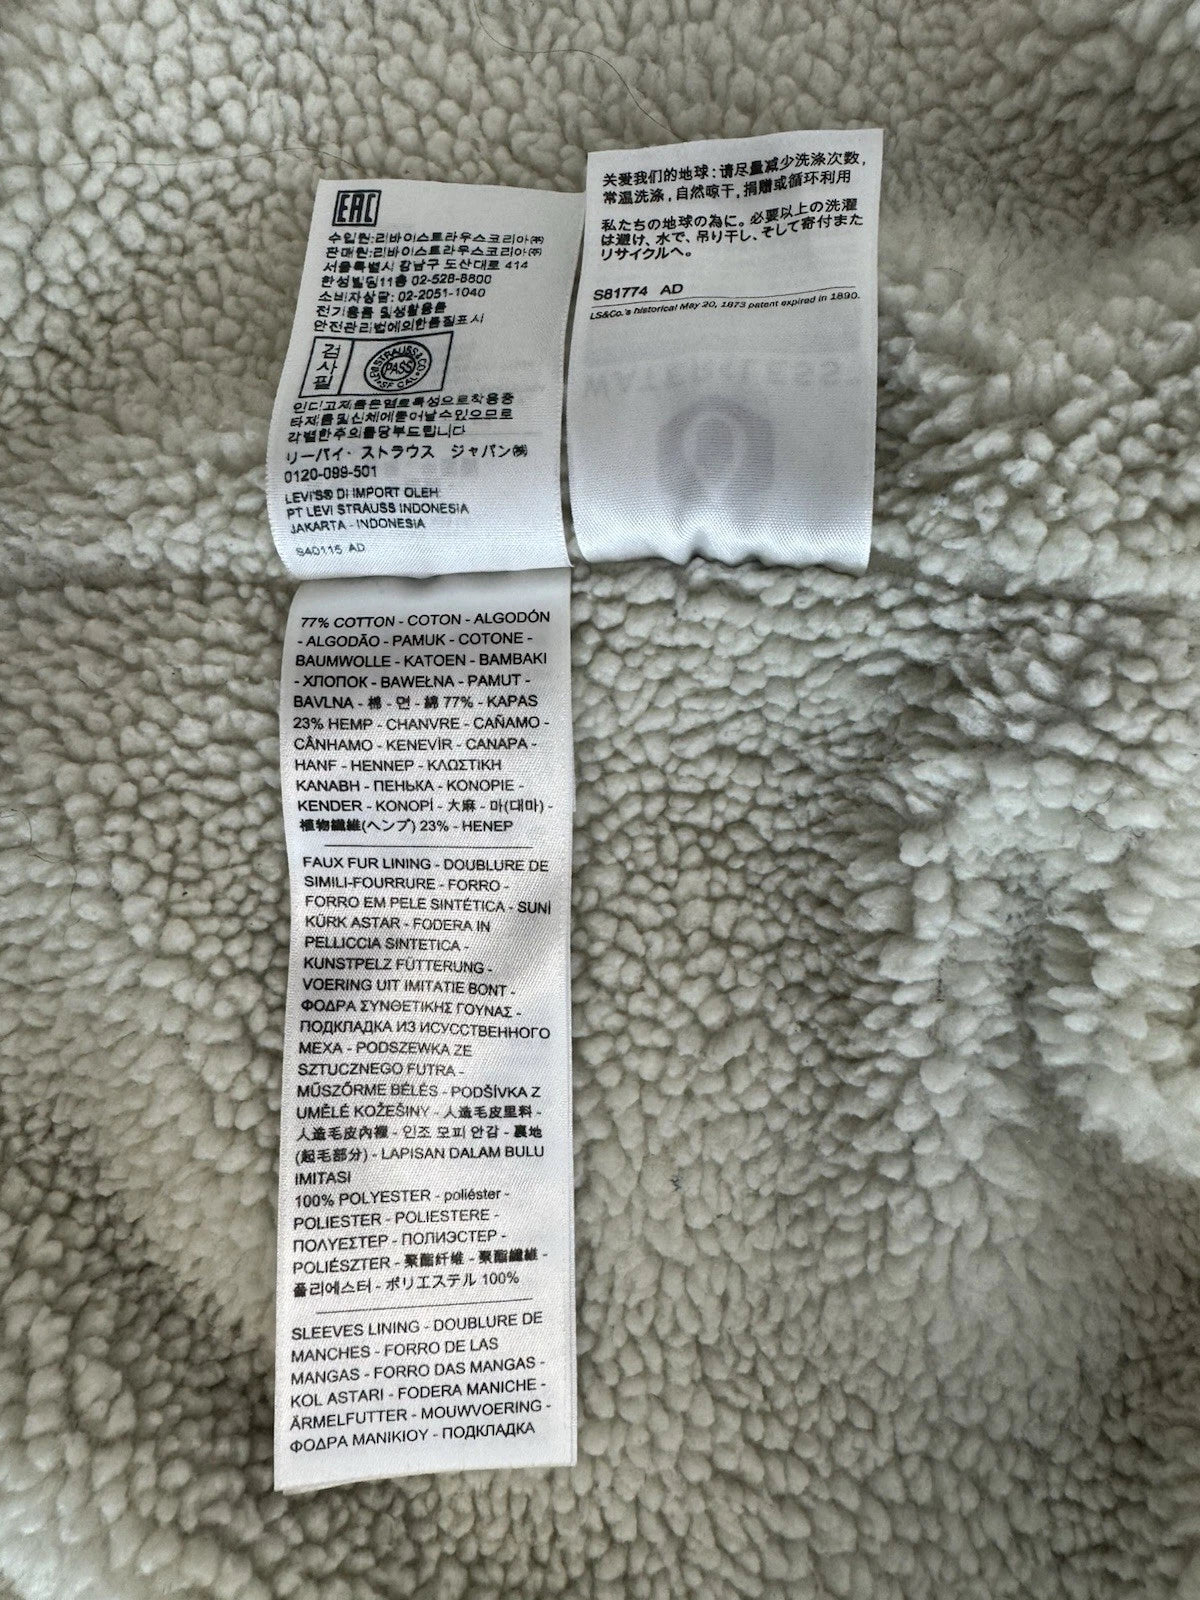 EAC
수입원:리바이스트라우스코리아㈜
판매원:리바이스트라우스코리아㈜
서울특별시 강남구 도산대로 414
한성빌딩11층 02-528-8800
소비자상담: 02-2051-1040
전기용품 및생활용품
안전관리법에의한품질표시
검사필
LEVI STRAUSS & CO
PASS
SF CAL
인디고제품은염료특성으로착용중
타제품및신체에묻어날수있으므로
각별한주의를당부드립니다
リーバイ・ストラウス ジャパン㈱
0120-099-501
LEVI'S® DI IMPORT OLEH
PT LEVI STRAUSS INDONESIA
JAKARTA - INDONESIA
S40115 AD
关爱我们的地球:请尽量减少洗涤次数,
常温洗涤,自然晾干,捐赠或循环利用
私たちの地球の為に。必要以上の洗濯
は避け、水で、吊り干し、そして寄付また
リサイクルへ。
S81774 AD
LS&Co.'s historical May 20, 1873 patent expired in 1890.
77% COTTON - COTON - ALGODÓN
- ALGODÃO - PAMUK - COTONE -
BAUMWOLLE - KATOEN - BAMBAKI
- ХЛОПОК - BAWEŁNA - PAMUT -
BAVLNA - 棉 - 면 - 綿 77% - KAPAS
23% HEMP - CHANVRE - CAÑAMO -
CÂNHAMO - KENEVİR - CANAPA -
HANF - HENNEP - ΚΛΩΣΤΙΚΗ
KANABH - ПЕНЬКА - KONOPIE -
KENDER - KONOPÍ - 大麻 - 마(대마) -
植物繊維(ヘンプ) 23% - HENEP
FAUX FUR LINING - DOUBLURE DE
SIMILI-FOURRURE - FORRO -
FORRO EM PELE SINTÉTICA - SUNİ
KÜRK ASTAR - FODERA IN
PELLICCIA SINTETICA -
KUNSTPELZ FÜTTERUNG -
VOERING UIT IMITATIE BONT -
ΦΟΔΡΑ ΣΥΝΘΕΤΙΚΗΣ ΓΟΥΝΑΣ -
ПОДКЛАДКА ИЗ ИСУССТВЕННОГО
МЕХА - PODSZEWKA ZE
SZTUCZNEGO FUTRA -
MŰSZŐRME BÉLÉS - PODŠÍVKA Z
UMĚLÉ KOŽEŠINY - 人造毛皮里料 -
人造毛皮內裡 - 인조 모피 안감 - 裏地
(起毛部分) - LAPISAN DALAM BULU
IMITASI
100% POLYESTER - poliéster -
POLIESTER - POLIESTERE -
ΠΟΛΥΕΣΤΕΡ - ПОЛИЭСТЕР -
POLIÉSZTER - 聚酯纤维 - 聚酯纖維 -
폴리에스터 - ポリエステル 100%
SLEEVES LINING - DOUBLURE DE
MANCHES - FORRO DE LAS
MANGAS - FORRO DAS MANGAS -
KOL ASTARI - FODERA MANICHE -
ÄRMELFUTTER - MOUWVOERING -
ΦΟΔΡΑ ΜΑΝΙΚΙΟΥ - ПОДКЛАДКА